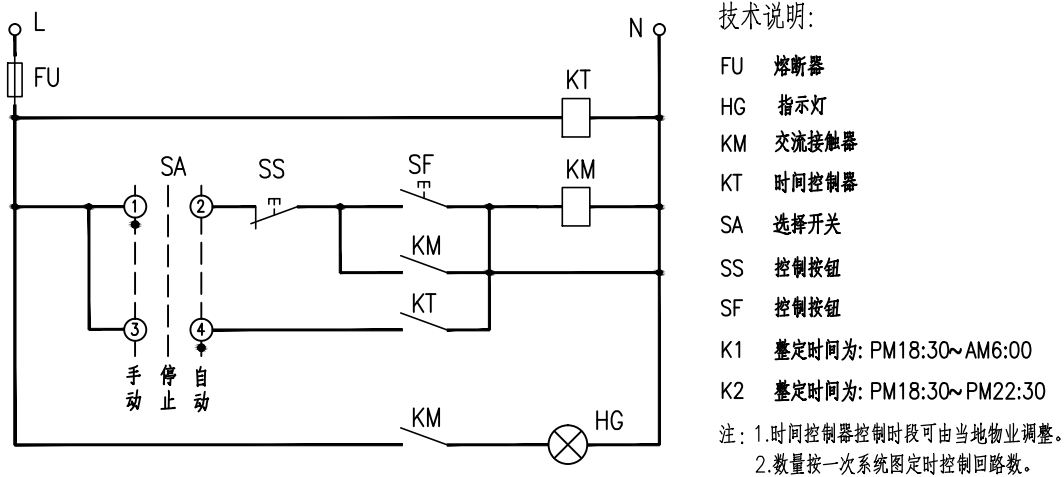 L
N
FU
KT
SA
SS
SF
KM
1
2
KM
KT
3
4
手动
停止
自动
KM
HG
技术说明:
FU 熔断器
HG 指示灯
KM 交流接触器
KT 时间控制器
SA 选择开关
SS 控制按钮
SF 控制按钮
K1 整定时间为: PM18:30~AM6:00
K2 整定时间为: PM18:30~PM22:30
注: 1.时间控制器控制时段可由当地物业调整。
2.数量按一次系统图定时控制回路数。